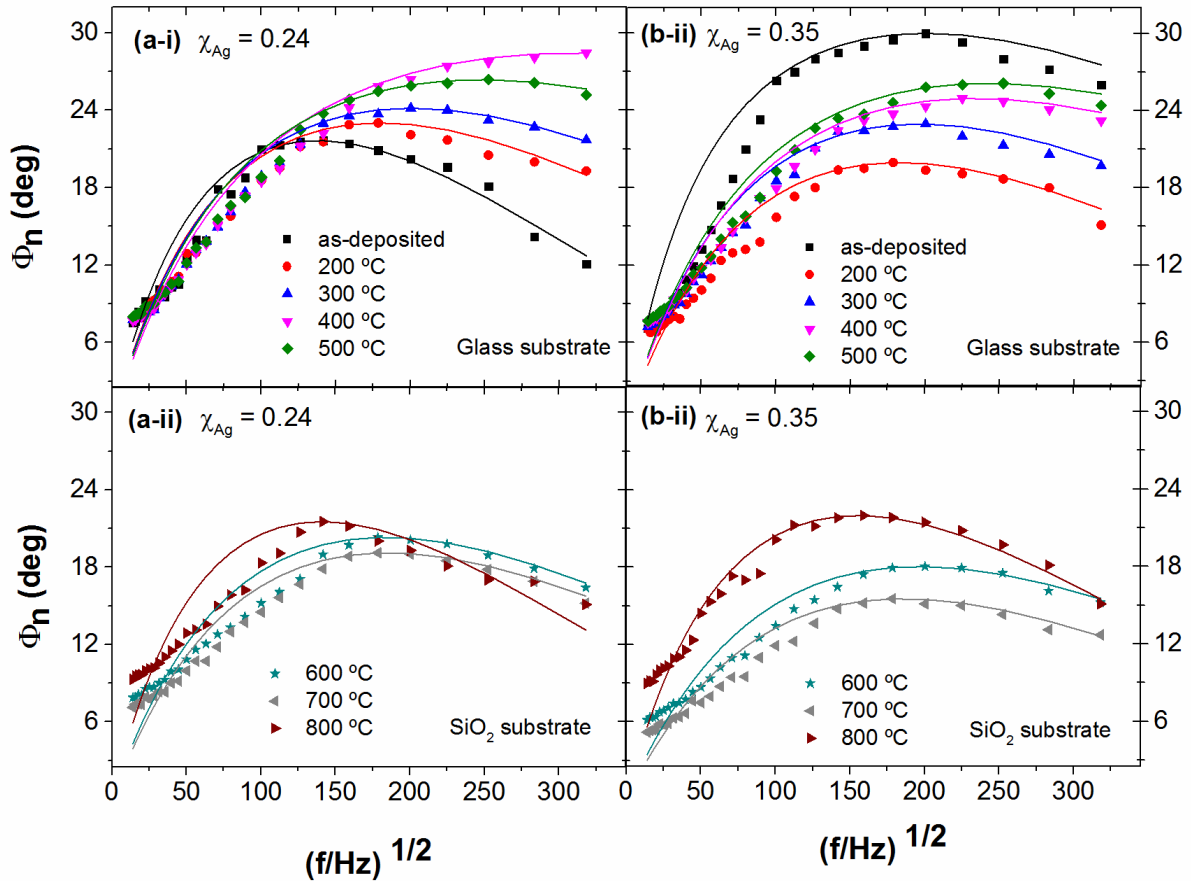 (a-i) χAg = 0.24
30
24
18
12
6
Φn (deg)
as-deposited
200 ºC
300 ºC
400 ºC
500 ºC
Glass substrate
(b-ii) χAg = 0.35
30
24
18
12
6
as-deposited
200 ºC
300 ºC
400 ºC
500 ºC
Glass substrate
(a-ii) χAg = 0.24
30
24
18
12
6
Φn (deg)
600 ºC
700 ºC
800 ºC
SiO2 substrate
0 50 100 150 200 250 300
(f/Hz) 1/2
(b-ii) χAg = 0.35
30
24
18
12
6
600 ºC
700 ºC
800 ºC
SiO2 substrate
0 50 100 150 200 250 300
(f/Hz) 1/2